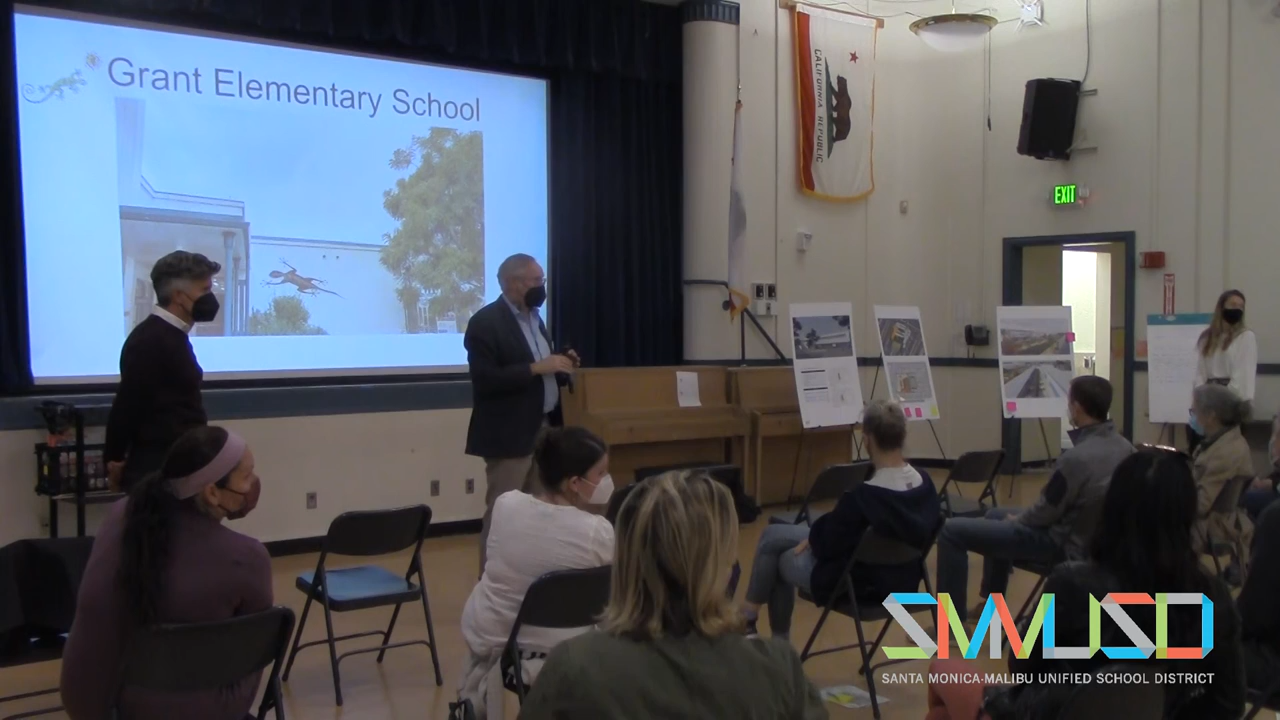 Grant Elementary School
CALIFORNIA REPUBLIC
EXIT
SMMUSD
SANTA MONICA-MALIBU UNIFIED SCHOOL DISTRICT